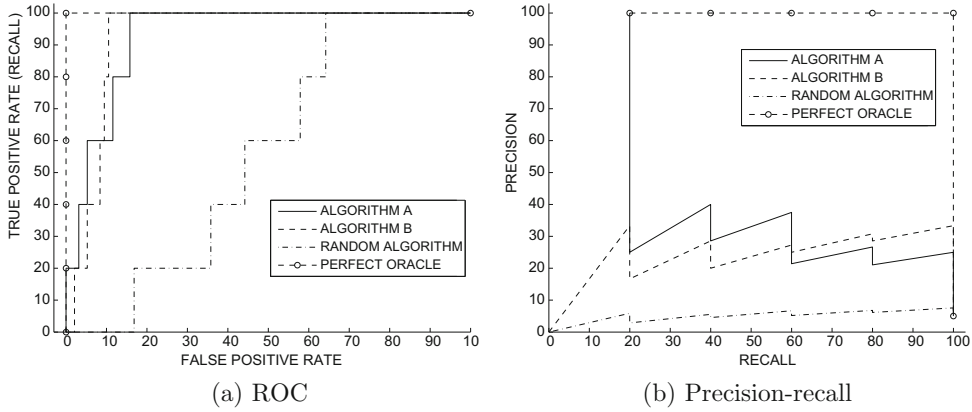 100
90
80
70
60
50
40
30
20
10
0
TRUE POSITIVE RATE (RECALL)
ALGORITHM A
ALGORITHM B
RANDOM ALGORITHM
PERFECT ORACLE
0 10 20 30 40 50 60 70 80 90 10
FALSE POSITIVE RATE
(a) ROC
100
90
80
70
60
50
40
30
20
10
0
PRECISION
ALGORITHM A
ALGORITHM B
RANDOM ALGORITHM
PERFECT ORACLE
0 10 20 30 40 50 60 70 80 90 100
RECALL
(b) Precision-recall